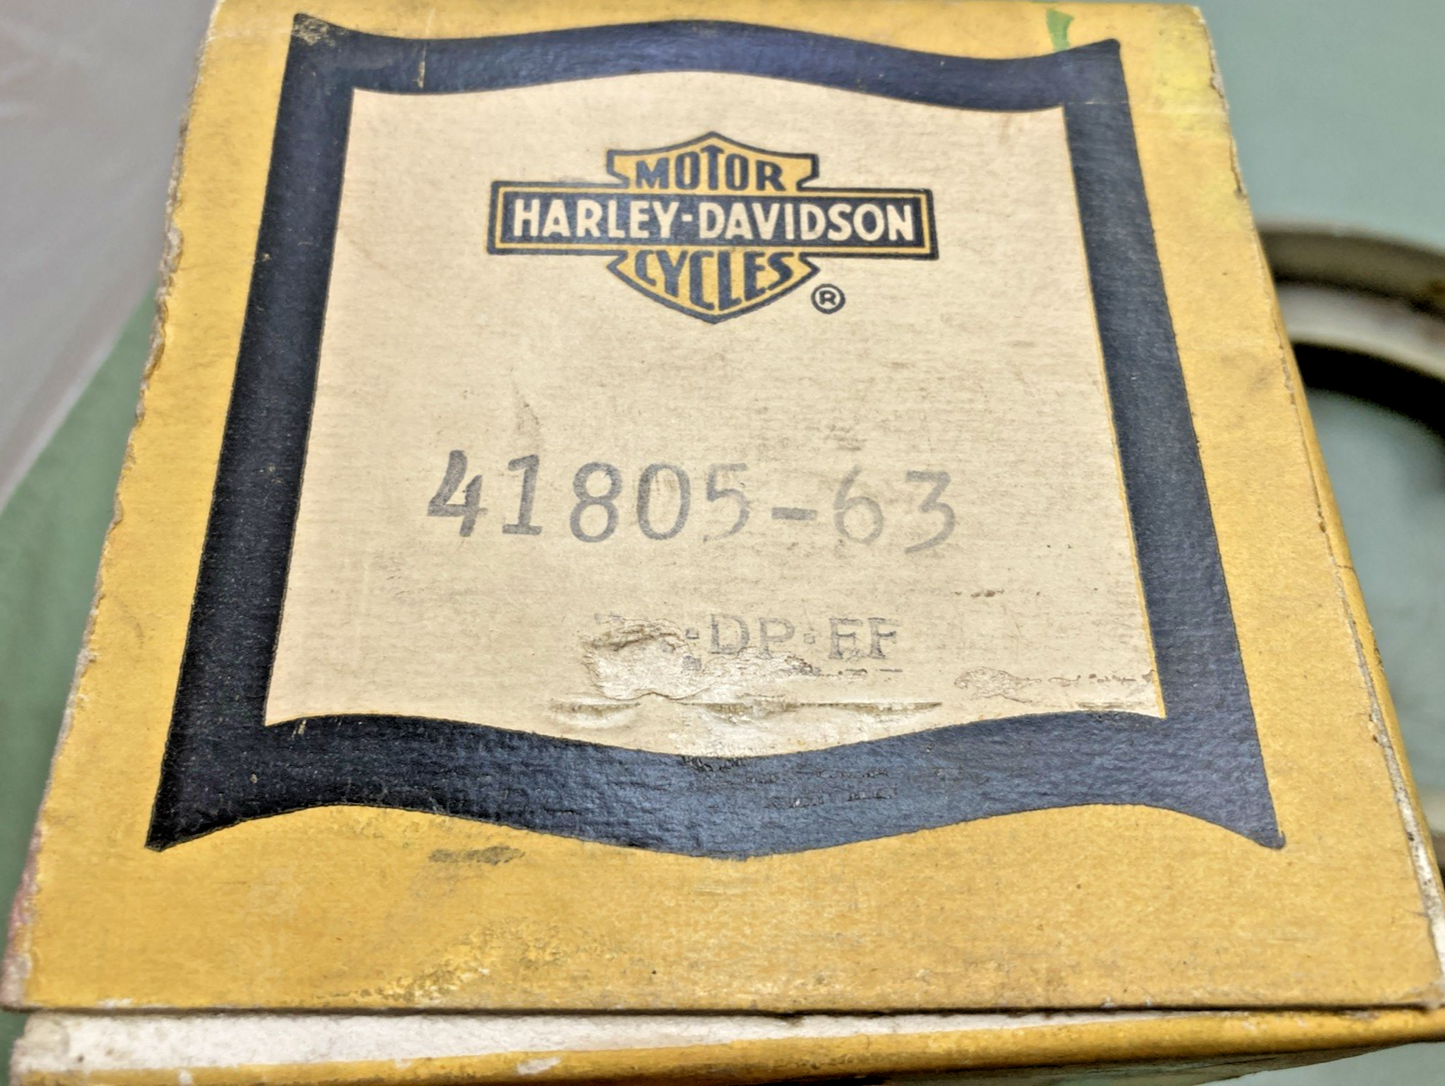 MOTOR
HARLEY-DAVIDSON
CYCLES
®
41805-63
DP FF